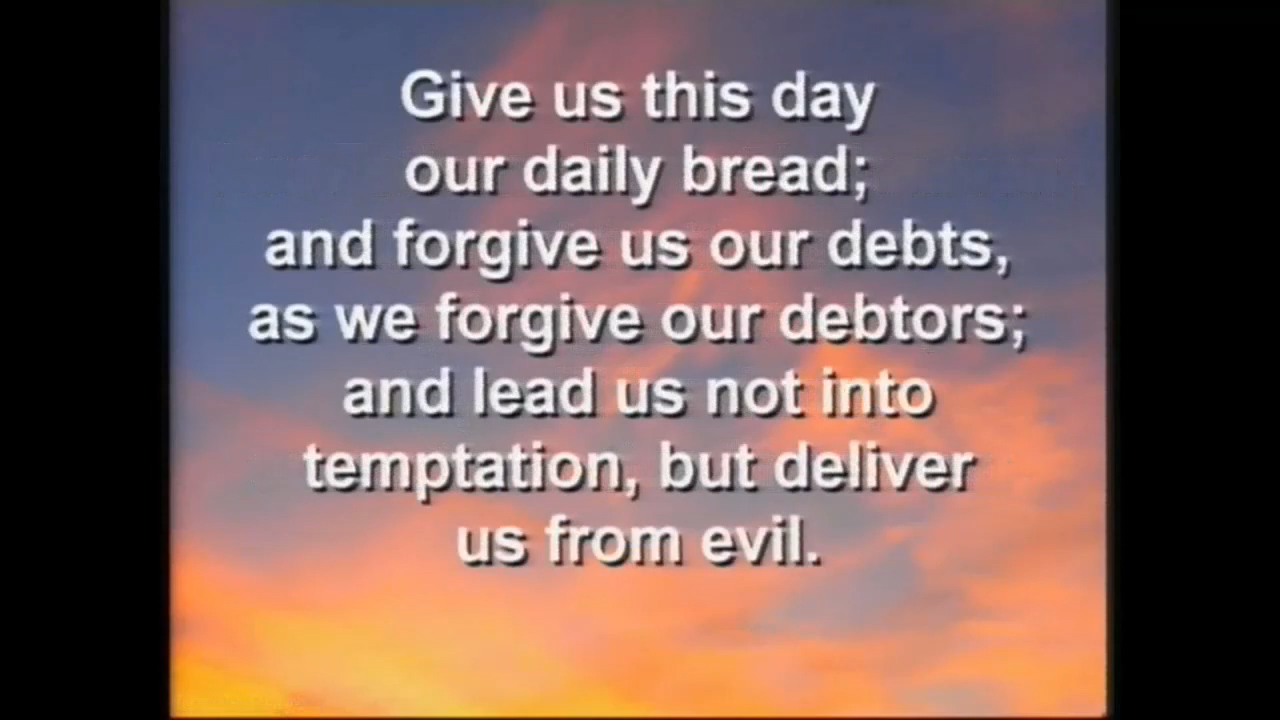 Give us this day
our daily bread;
and forgive us our debts,
as we forgive our debtors;
and lead us not into
temptation, but deliver
us from evil.